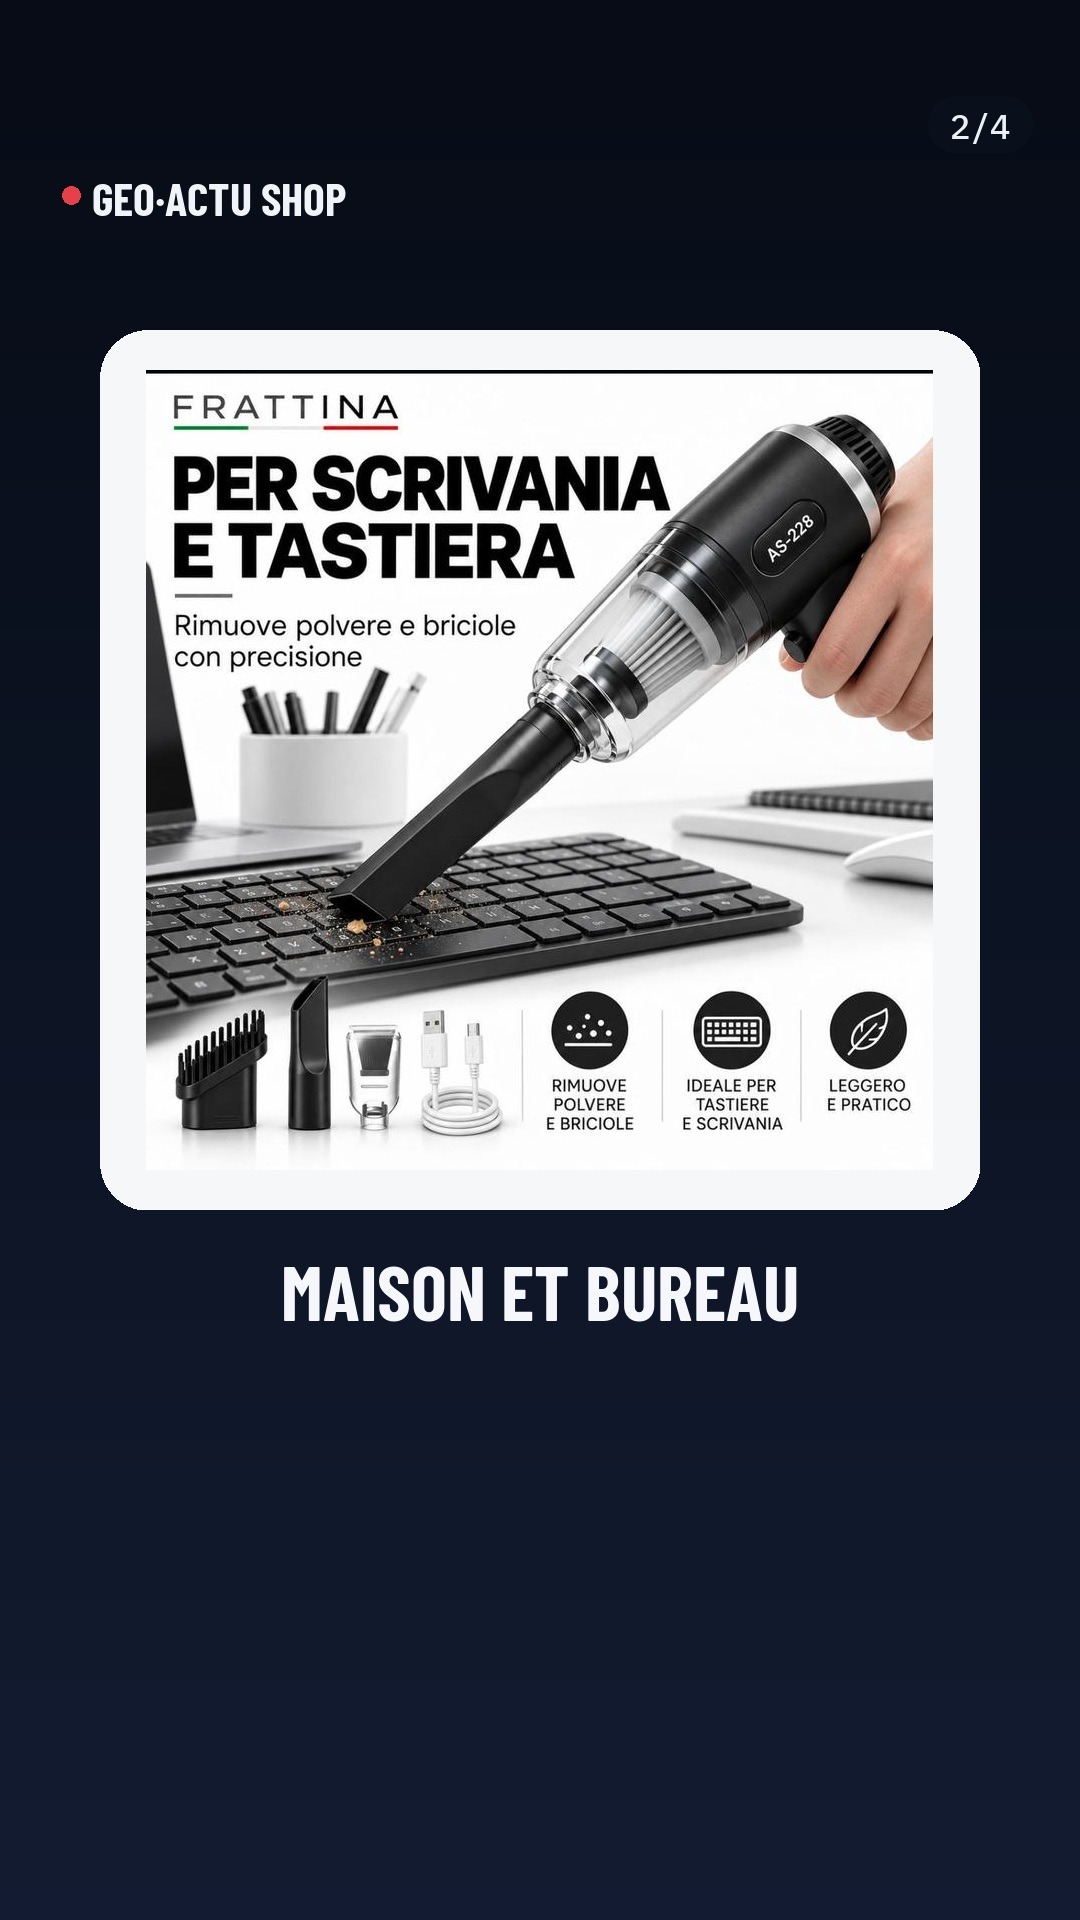 2/4
GEO·ACTU SHOP
FRATTINA
PER SCRIVANIA
E TASTIERA
Rimuove polvere e briciole
con precisione
AS-228
RIMUOVE
POLVERE
E BRICIOLE
IDEALE PER
TASTIERE
E SCRIVANIA
LEGGERO
E PRATICO
MAISON ET BUREAU